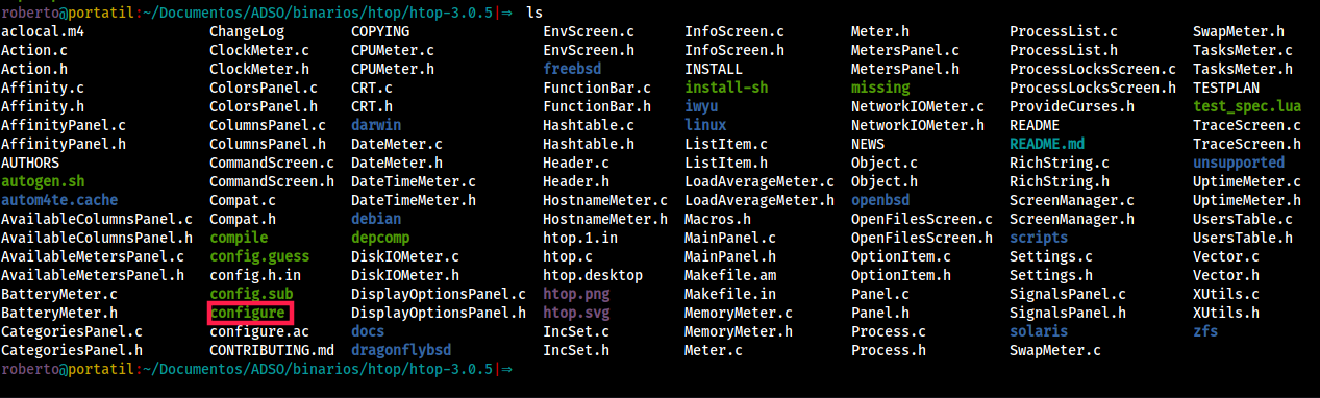 roberto@portatil:~/Documentos/ADSO/binarios/htop/htop-3.0.5|⇒ ls
aclocal.m4 ChangeLog COPYING EnvScreen.c InfoScreen.c Meter.h ProcessList.c SwapMeter.h
Action.c ClockMeter.c CPUMeter.c EnvScreen.h InfoScreen.h MetersPanel.c ProcessList.h TasksMeter.c
Action.h ClockMeter.h CPUMeter.h freebsd INSTALL MetersPanel.h ProcessLocksScreen.c TasksMeter.h
Affinity.c ColorsPanel.c CRT.c FunctionBar.c install-sh missing ProcessLocksScreen.h TESTPLAN
Affinity.h ColorsPanel.h CRT.h FunctionBar.h iwyu NetworkIOMeter.c ProvideCurses.h test_spec.lua
AffinityPanel.c ColumnsPanel.c darwin Hashtable.c linux NetworkIOMeter.h README TraceScreen.c
AffinityPanel.h ColumnsPanel.h DateMeter.c Hashtable.h ListItem.c NEWS README.md TraceScreen.h
AUTHORS CommandScreen.c DateMeter.h Header.c ListItem.h Object.c RichString.c unsupported
autogen.sh CommandScreen.h DateTimeMeter.c Header.h LoadAverageMeter.c Object.h RichString.h UptimeMeter.c
autom4te.cache Compat.c DateTimeMeter.h HostnameMeter.c LoadAverageMeter.h openbsd ScreenManager.c UptimeMeter.h
AvailableColumnsPanel.c Compat.h debian HostnameMeter.h Macros.h OpenFilesScreen.c ScreenManager.h UsersTable.c
AvailableColumnsPanel.h compile depcomp htop.1.in MainPanel.c OpenFilesScreen.h scripts UsersTable.h
AvailableMetersPanel.c config.guess DiskIOMeter.c htop.c MainPanel.h OptionItem.c Settings.c Vector.c
AvailableMetersPanel.h config.h.in DiskIOMeter.h htop.desktop Makefile.am OptionItem.h Settings.h Vector.h
BatteryMeter.c config.sub DisplayOptionsPanel.c htop.png Makefile.in Panel.c SignalsPanel.c XUtils.c
BatteryMeter.h configure DisplayOptionsPanel.h htop.svg MemoryMeter.c Panel.h SignalsPanel.h XUtils.h
CategoriesPanel.c configure.ac docs IncSet.c MemoryMeter.h Process.c solaris zfs
CategoriesPanel.h CONTRIBUTING.md dragonflybsd IncSet.h Meter.c Process.h SwapMeter.c
roberto@portatil:~/Documentos/ADSO/binarios/htop/htop-3.0.5|⇒